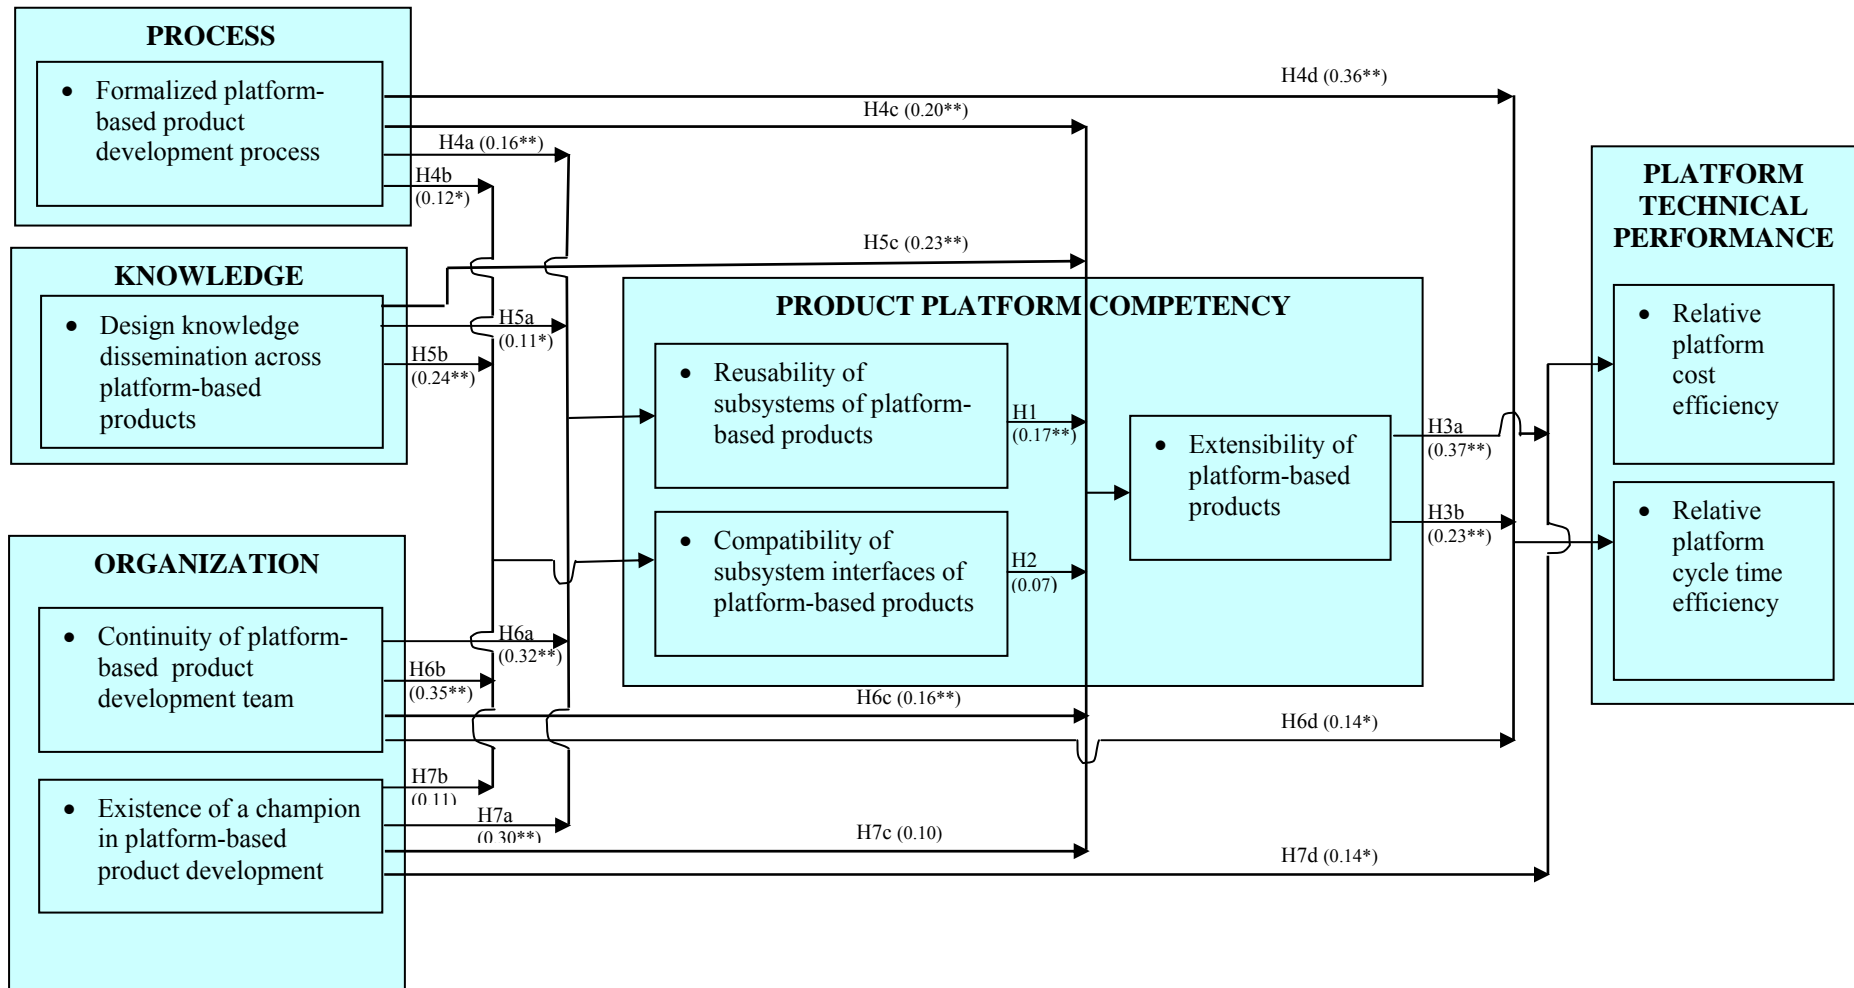 PROCESS
• Formalized platform-
based product
development process
H4d (0.36**)
H4c (0.20**)
H4a (0.16**)
H4b
(0.12*)
KNOWLEDGE
• Design knowledge
dissemination across
platform-based
products
H5c (0.23**)
H5a
(0.11*)
H5b
(0.24**)
ORGANIZATION
• Continuity of platform-
based product
development team
H6a
(0.32**)
H6b
(0.35**)
H6c (0.16**)
H6d (0.14*)
• Existence of a champion
in platform-based
product development
H7b
(0.11)
H7a
(0.30**)
H7c (0.10)
H7d (0.14*)
PRODUCT PLATFORM COMPETENCY
• Reusability of
subsystems of platform-
based products
H1
(0.17**)
• Compatibility of
subsystem interfaces of
platform-based products
H2
(0.07)
• Extensibility of
platform-based
products
H3a
(0.37**)
H3b
(0.23**)
PLATFORM
TECHNICAL
PERFORMANCE
• Relative
platform
cost
efficiency
• Relative
platform
cycle time
efficiency